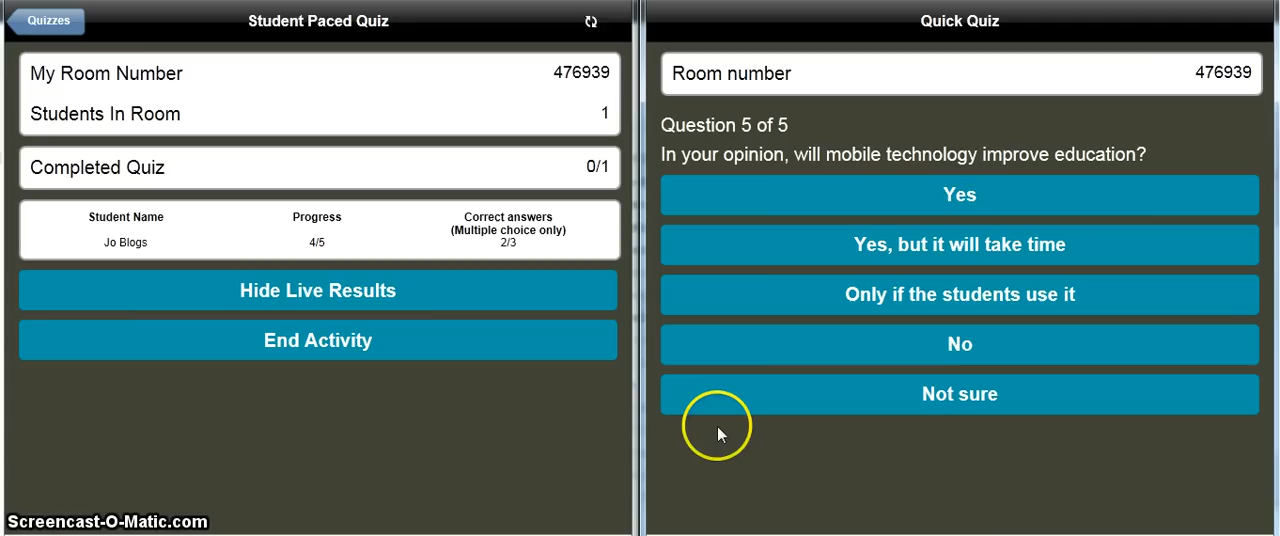 Quizzes
Student Paced Quiz
My Room Number 476939
Students In Room 1
Completed Quiz 0/1
Student Name Progress Correct answers
(Multiple choice only)
Jo Blogs 4/5 2/3
Hide Live Results
End Activity
Screencast-O-Matic.com
Quick Quiz
Room number 476939
Question 5 of 5
In your opinion, will mobile technology improve education?
Yes
Yes, but it will take time
Only if the students use it
No
Not sure